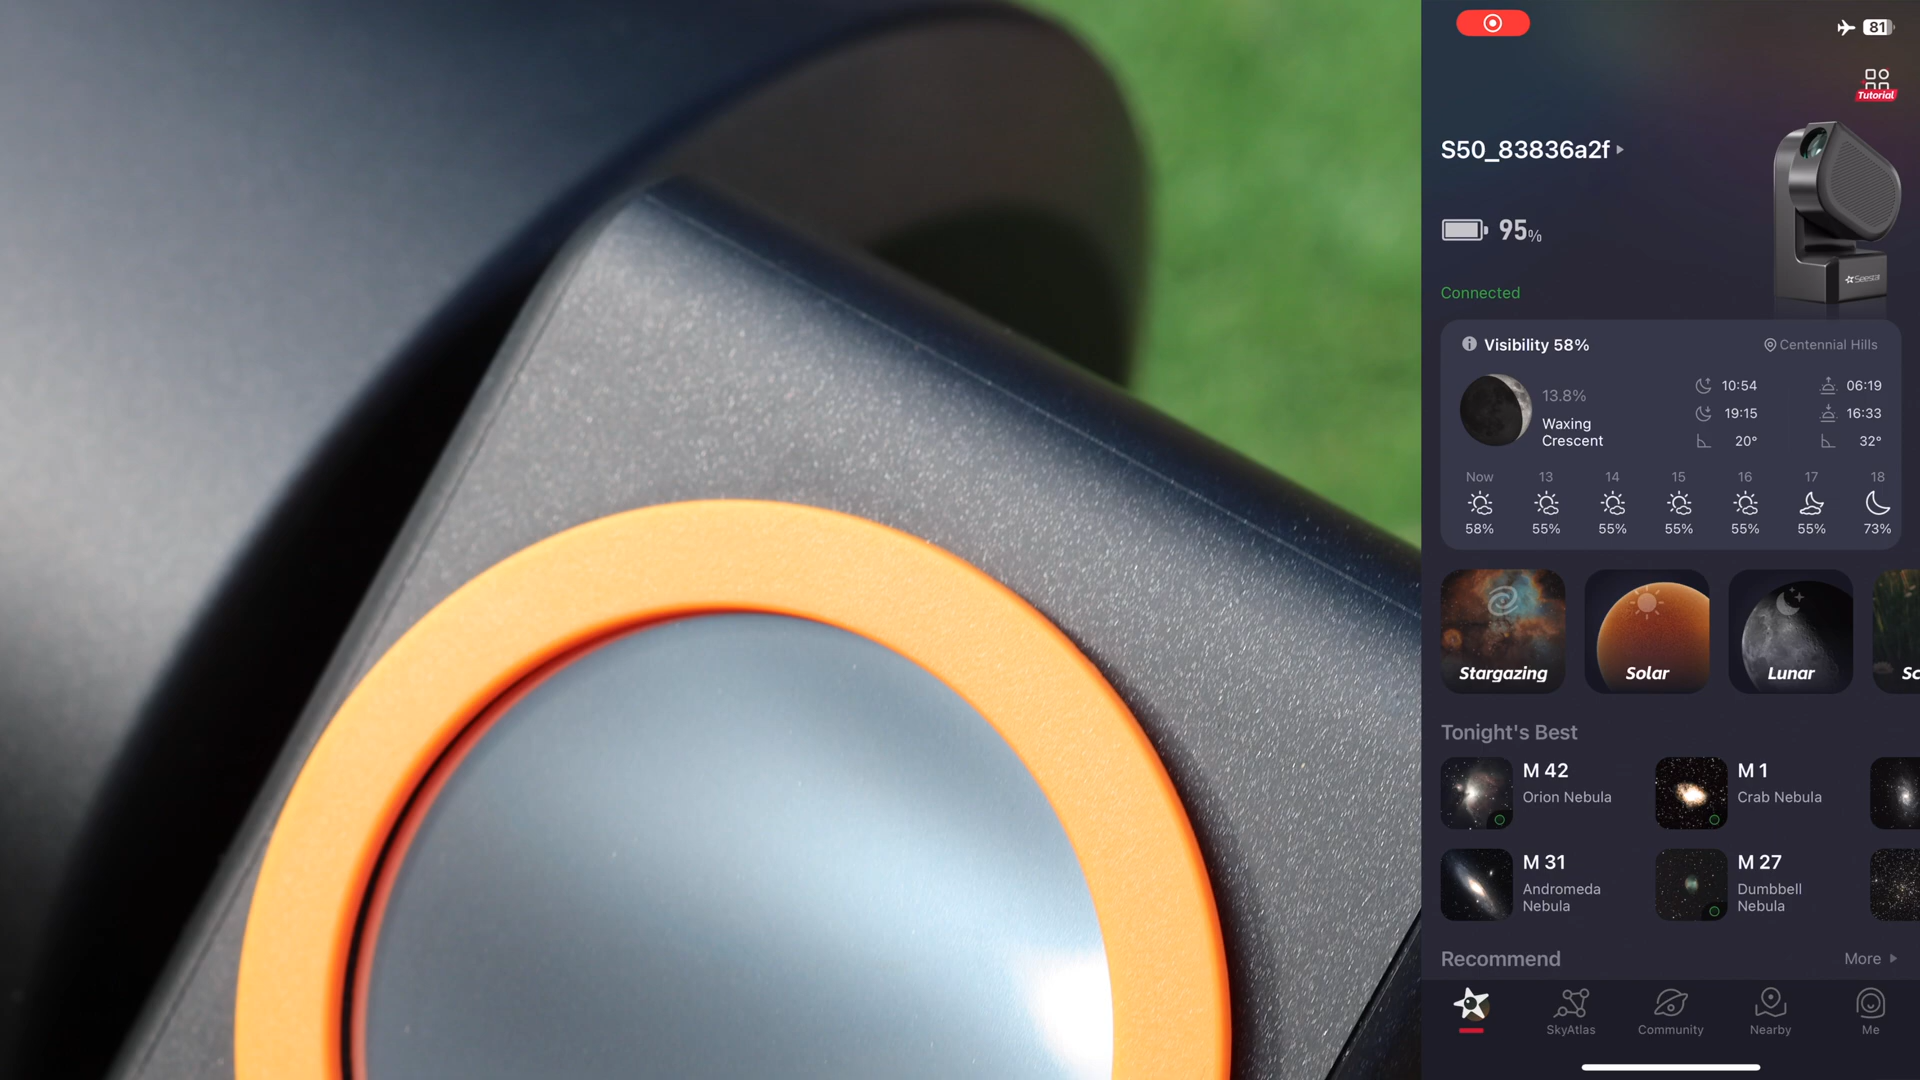 81
Tutorial
S50_83836a2f
95%
Seestar
Connected
Visibility 58%
Centennial Hills
13.8%
Waxing
Crescent
10:54
06:19
19:15
16:33
20°
32°
Now
13
14
15
16
17
18
58%
55%
55%
55%
55%
55%
73%
Stargazing
Solar
Lunar
Sc
Tonight's Best
M 42
Orion Nebula
M 1
Crab Nebula
M 31
Andromeda
Nebula
M 27
Dumbbell
Nebula
Recommend
More
SkyAtlas
Community
Nearby
Me